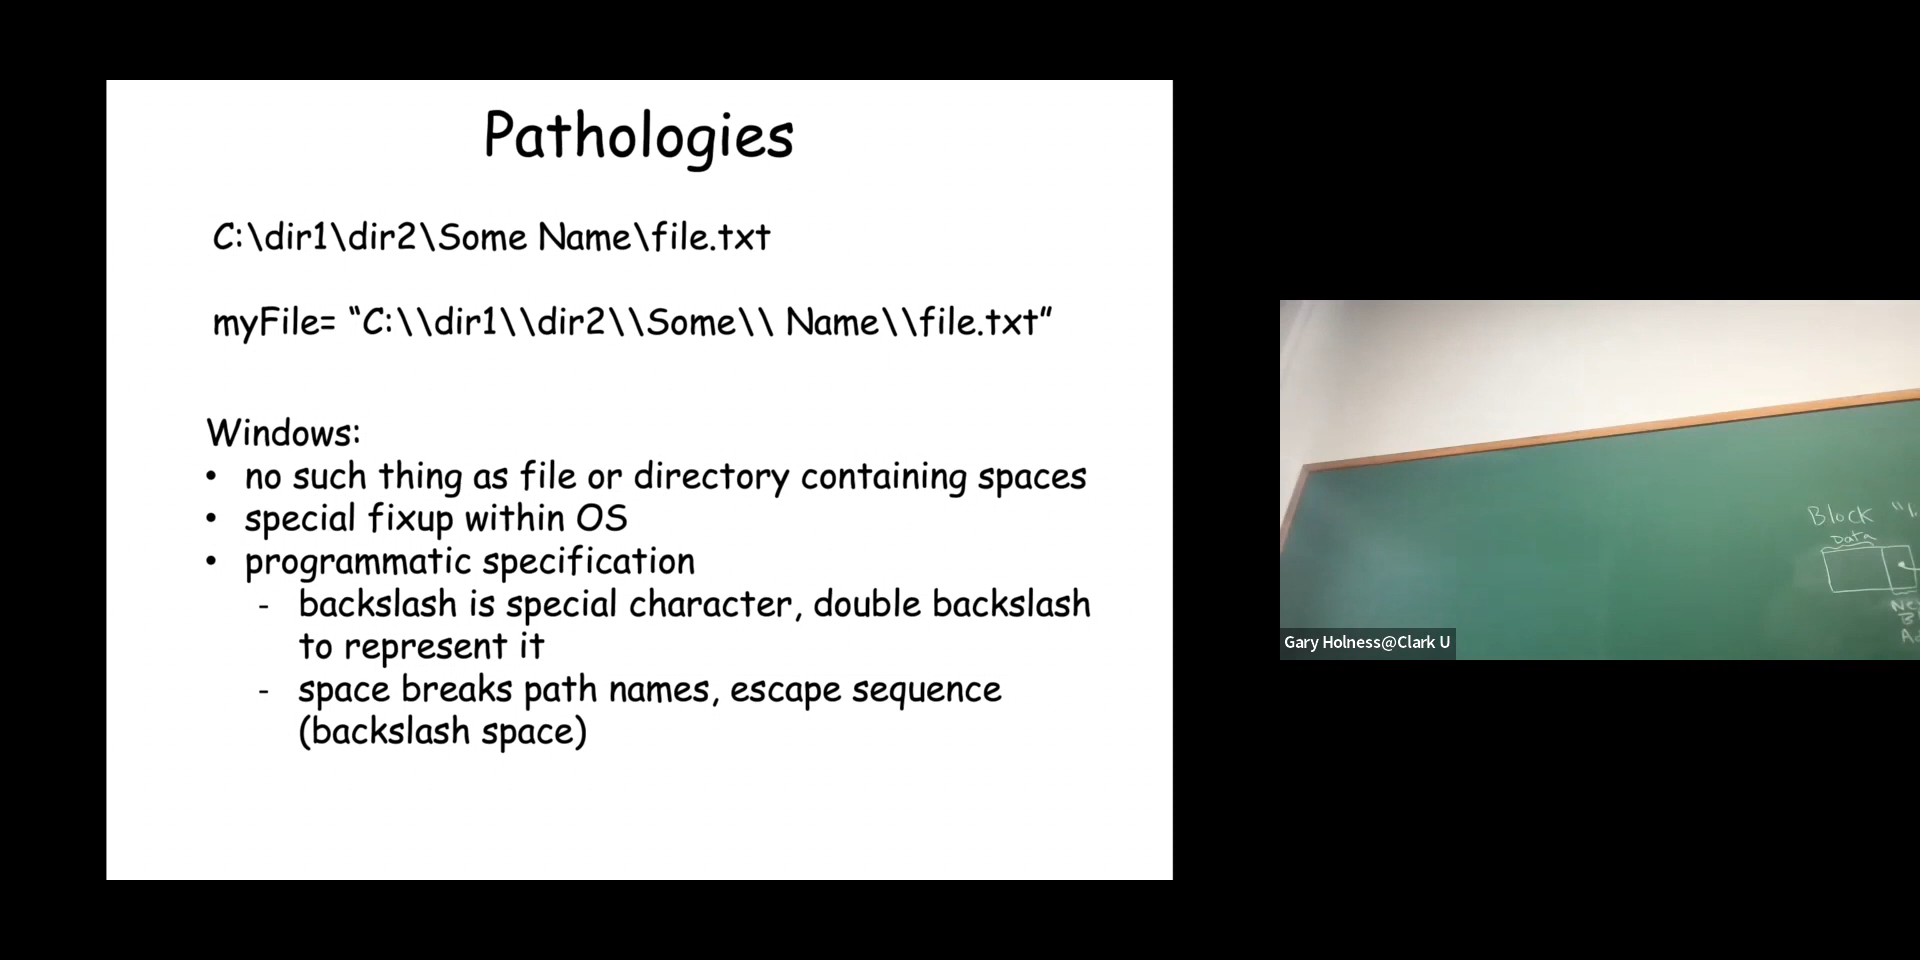 Pathologies
C:\dir1\dir2\Some Name\file.txt
myFile= “C:\\dir1\\dir2\\Some\\ Name\\file.txt”
Windows:
• no such thing as file or directory containing spaces
• special fixup within OS
• programmatic specification
- backslash is special character, double backslash
to represent it
- space breaks path names, escape sequence
(backslash space)
Block
Data
Gary Holness@Clark U